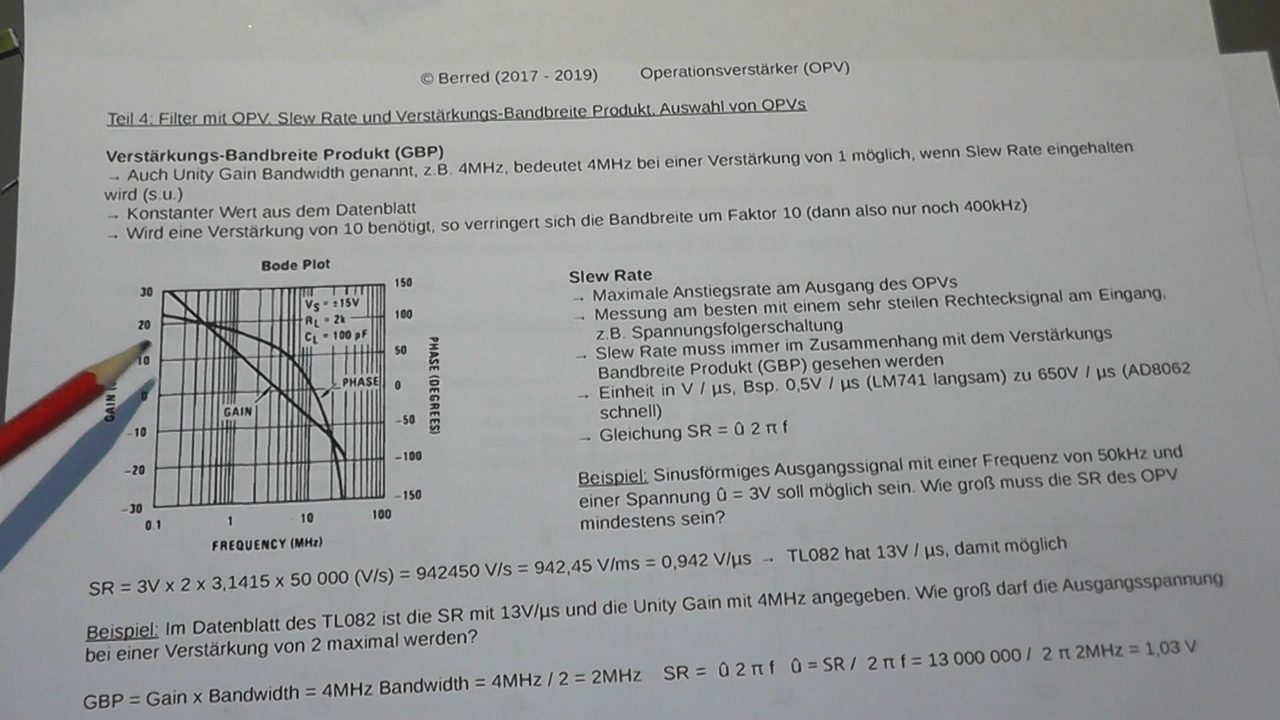 © Berred (2017 - 2019) Operationsverstärker (OPV)
Teil 4: Filter mit OPV, Slew Rate und Verstärkungs-Bandbreite Produkt, Auswahl von OPVs
Verstärkungs-Bandbreite Produkt (GBP)
→ Auch Unity Gain Bandwidth genannt, z.B. 4MHz, bedeutet 4MHz bei einer Verstärkung von 1 möglich, wenn Slew Rate eingehalten
wird (s.u.)
→ Konstanter Wert aus dem Datenblatt
→ Wird eine Verstärkung von 10 benötigt, so verringert sich die Bandbreite um Faktor 10 (dann also nur noch 400kHz)
Bode Plot
30
20
10
0
-10
-20
-30
GAIN
VS = ±15V
RL = 2k
CL = 100 pF
PHASE
GAIN
150
100
50
0
-50
-100
-150
PHASE (DEGREES)
0.1 1 10 100
FREQUENCY (MHz)
Slew Rate
→ Maximale Anstiegsrate am Ausgang des OPVs
→ Messung am besten mit einem sehr steilen Rechtecksignal am Eingang,
z.B. Spannungsfolgerschaltung
→ Slew Rate muss immer im Zusammenhang mit dem Verstärkungs
Bandbreite Produkt (GBP) gesehen werden
→ Einheit in V / µs, Bsp. 0,5V / µs (LM741 langsam) zu 650V / µs (AD8062
schnell)
→ Gleichung SR = û 2 π f
Beispiel: Sinusförmiges Ausgangssignal mit einer Frequenz von 50kHz und
einer Spannung û = 3V soll möglich sein. Wie groß muss die SR des OPV
mindestens sein?
SR = 3V x 2 x 3,1415 x 50 000 (V/s) = 942450 V/s = 942,45 V/ms = 0,942 V/µs → TL082 hat 13V / µs, damit möglich
Beispiel: Im Datenblatt des TL082 ist die SR mit 13V/µs und die Unity Gain mit 4MHz angegeben. Wie groß darf die Ausgangsspannung
bei einer Verstärkung von 2 maximal werden?
GBP = Gain x Bandwidth = 4MHz Bandwidth = 4MHz / 2 = 2MHz SR = û 2 π f û = SR / 2 π f = 13 000 000 / 2 π 2MHz = 1,03 V